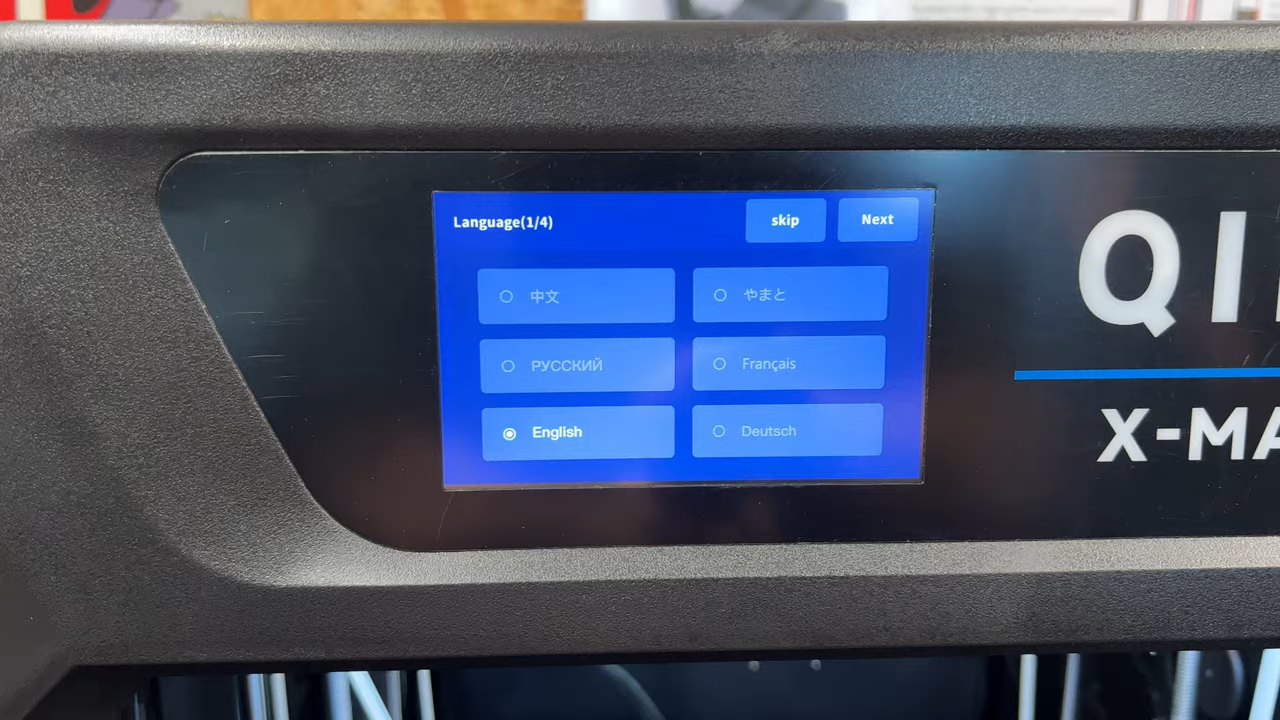 Language(1/4)
skip
Next
中文
やまと
РУССКИЙ
Français
English
Deutsch
QI
X-MA